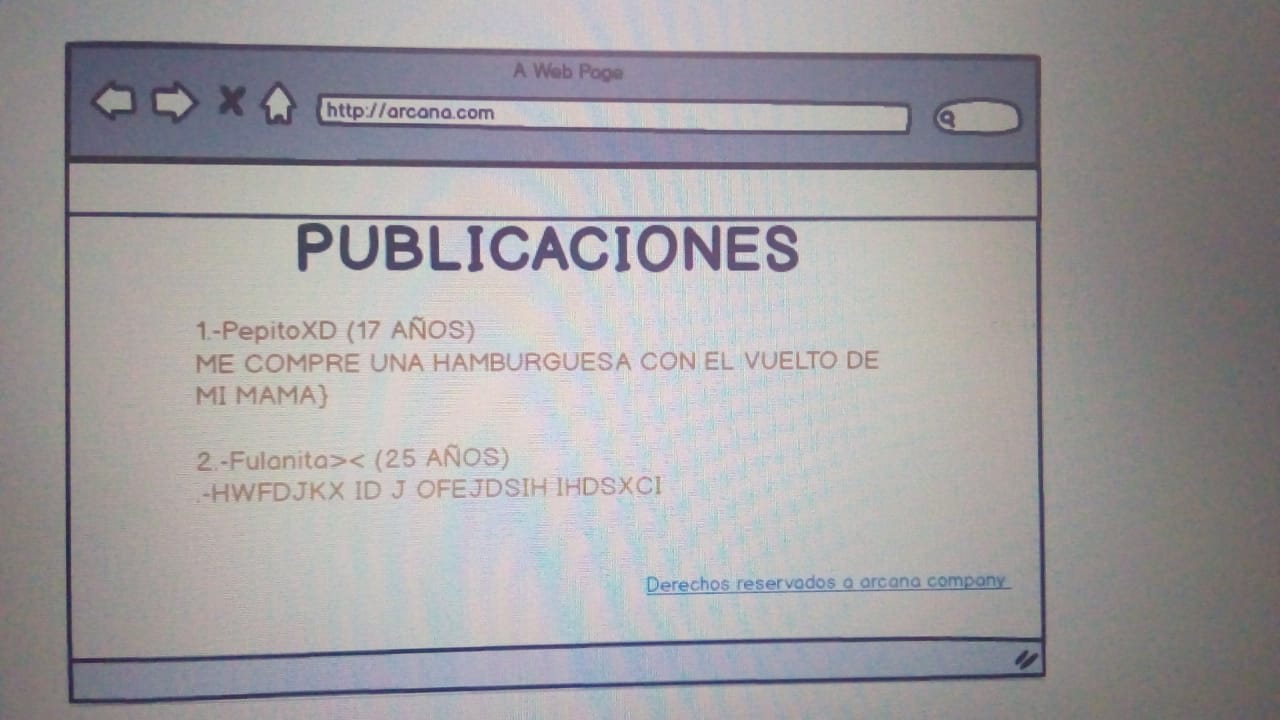 A Web Page
http://arcana.com
PUBLICACIONES
1.-PepitoXD (17 AÑOS)
ME COMPRE UNA HAMBURGUESA CON EL VUELTO DE
MI MAMA}
2.-Fulanita>< (25 AÑOS)
.-HWFDJKX ID J OFEJDSIH IHDSXCI
Derechos reservados a arcana company